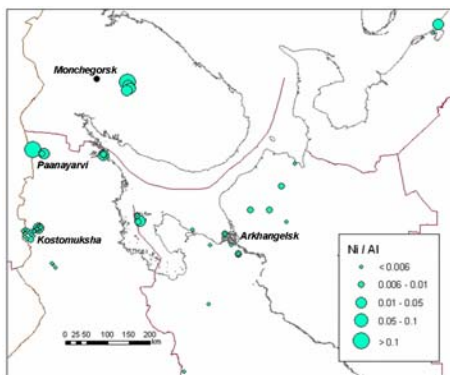 Monchegorsk
Paanayarvi
Kostomuksha
Arkhangelsk
Ni / Al
< 0.006
0.006 - 0.01
0.01 - 0.05
0.05 - 0.1
> 0.1
0 25 50 100 150 200
km